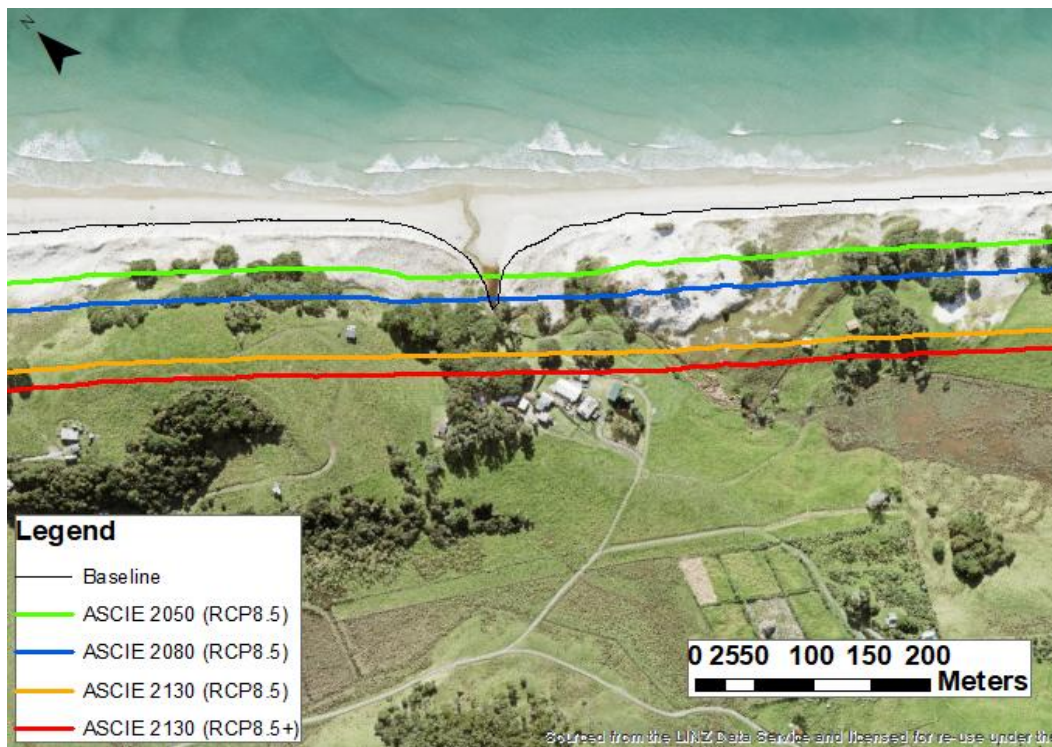 N
Legend
Baseline
ASCIE 2050 (RCP8.5)
ASCIE 2080 (RCP8.5)
ASCIE 2130 (RCP8.5)
ASCIE 2130 (RCP8.5+)
0 2550 100 150 200
Meters
Sourced from the LINZ Data Service and licensed for re-use under th